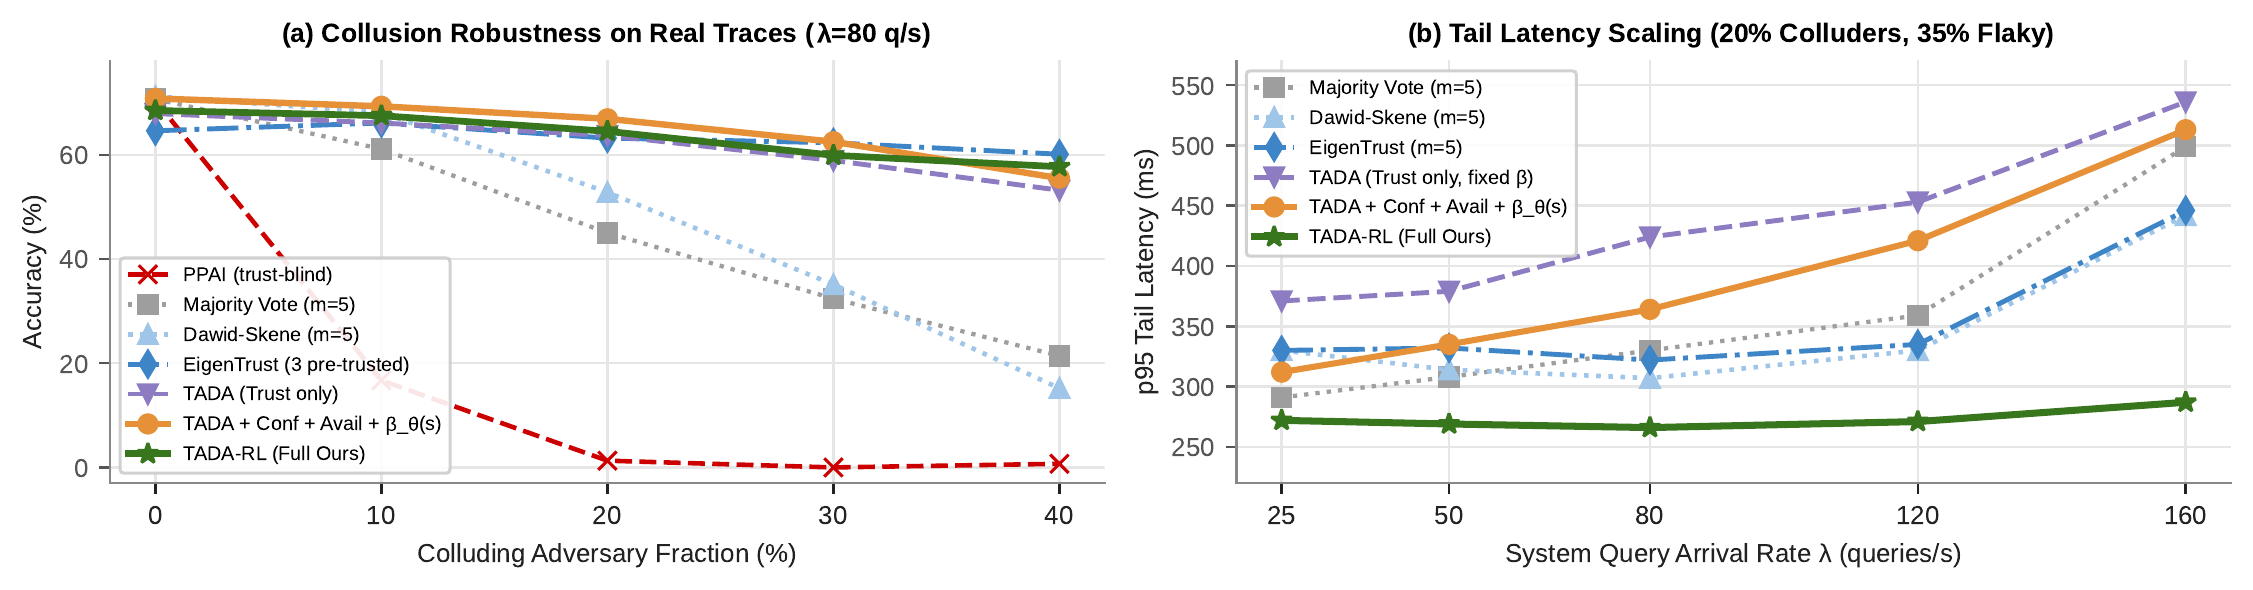 (a) Collusion Robustness on Real Traces (λ=80 q/s)
Accuracy (%)
60
40
20
0
PPAI (trust-blind)
Majority Vote (m=5)
Dawid-Skene (m=5)
EigenTrust (3 pre-trusted)
TADA (Trust only)
TADA + Conf + Avail + β_θ(s)
TADA-RL (Full Ours)
0 10 20 30 40
Colluding Adversary Fraction (%)
(b) Tail Latency Scaling (20% Colluders, 35% Flaky)
p95 Tail Latency (ms)
550
500
450
400
350
300
250
Majority Vote (m=5)
Dawid-Skene (m=5)
EigenTrust (m=5)
TADA (Trust only, fixed β)
TADA + Conf + Avail + β_θ(s)
TADA-RL (Full Ours)
25 50 80 120 160
System Query Arrival Rate λ (queries/s)